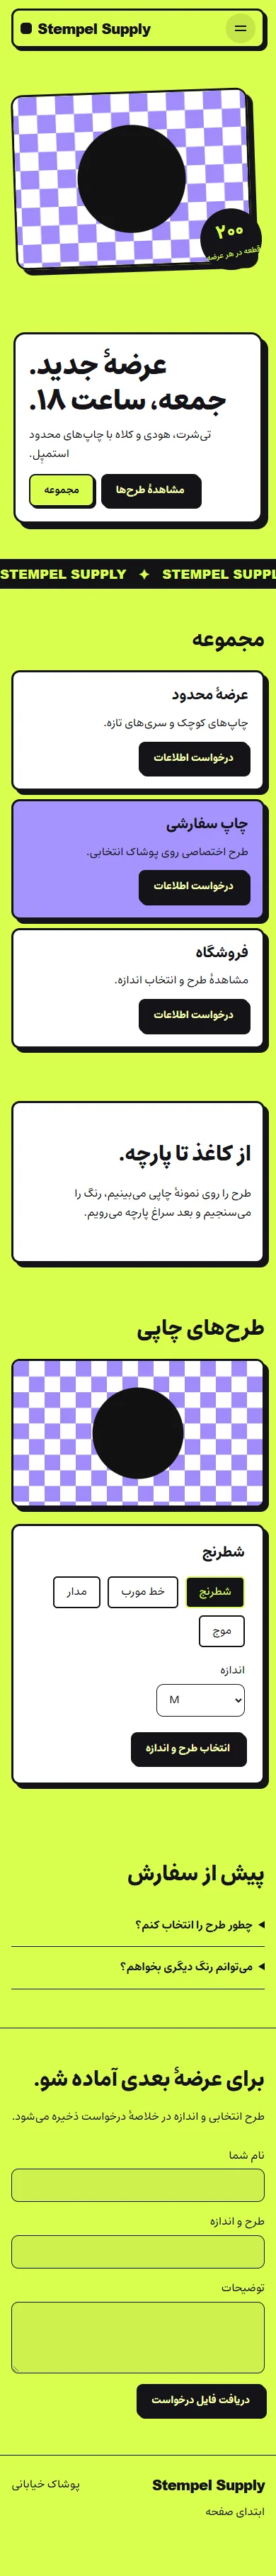 Stempel Supply
۲۰۰
قطعه در هر عرضه
عرضهٔ جدید.
جمعه، ساعت ۱۸.
تی‌شرت، هودی و کلاه با چاپ‌های محدود
استمپل.
مشاهدهٔ طرح‌ها
مجموعه
STEMPEL SUPPLY ✦ STEMPEL SUPPL
مجموعه
عرضهٔ محدود
چاپ‌های کوچک و سری‌های تازه.
درخواست اطلاعات
چاپ سفارشی
طرح اختصاصی روی پوشاک انتخابی.
درخواست اطلاعات
فروشگاه
مشاهدهٔ طرح و انتخاب اندازه.
درخواست اطلاعات
از کاغذ تا پارچه.
طرح را روی نمونهٔ چاپی می‌بینیم، رنگ را
می‌سنجیم و بعد سراغ پارچه می‌رویم.
طرح‌های چاپی
شطرنج
شطرنج
خط مورب
مدار
موج
اندازه
M
انتخاب طرح و اندازه
پیش از سفارش
چطور طرح را انتخاب کنم؟
می‌توانم رنگ دیگری بخواهم؟
برای عرضهٔ بعدی آماده شو.
طرح انتخابی و اندازه در خلاصهٔ درخواست ذخیره می‌شود.
نام شما
طرح و اندازه
توضیحات
دریافت فایل درخواست
Stempel Supply
پوشاک خیابانی
ابتدای صفحه